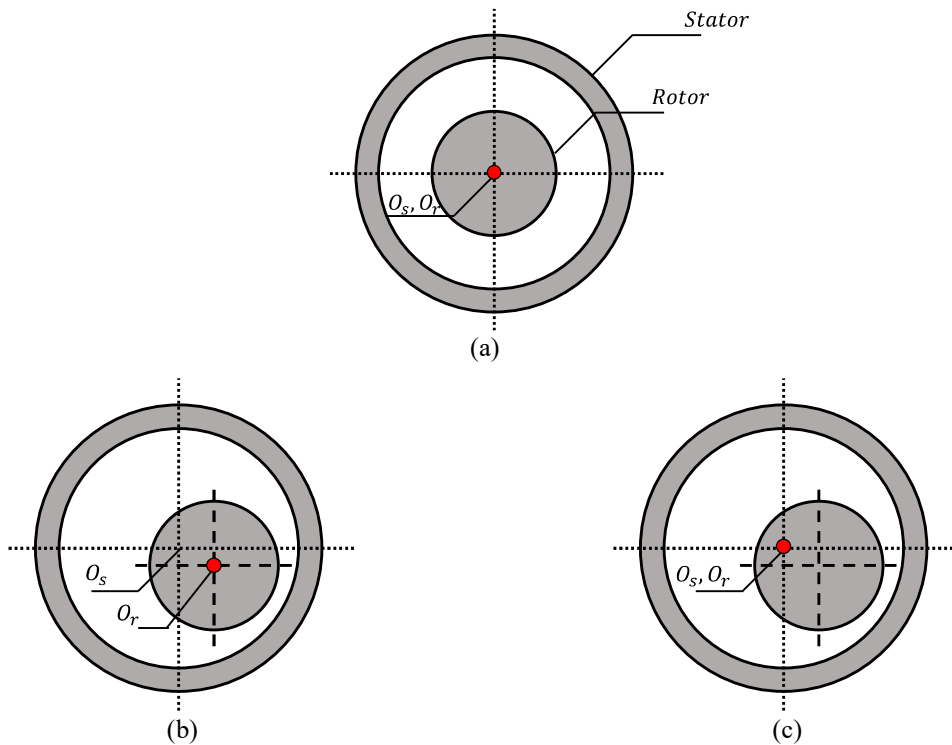 Stator
Rotor
O_s, O_r
(a)
O_s
O_r
O_s, O_r
(b)
(c)